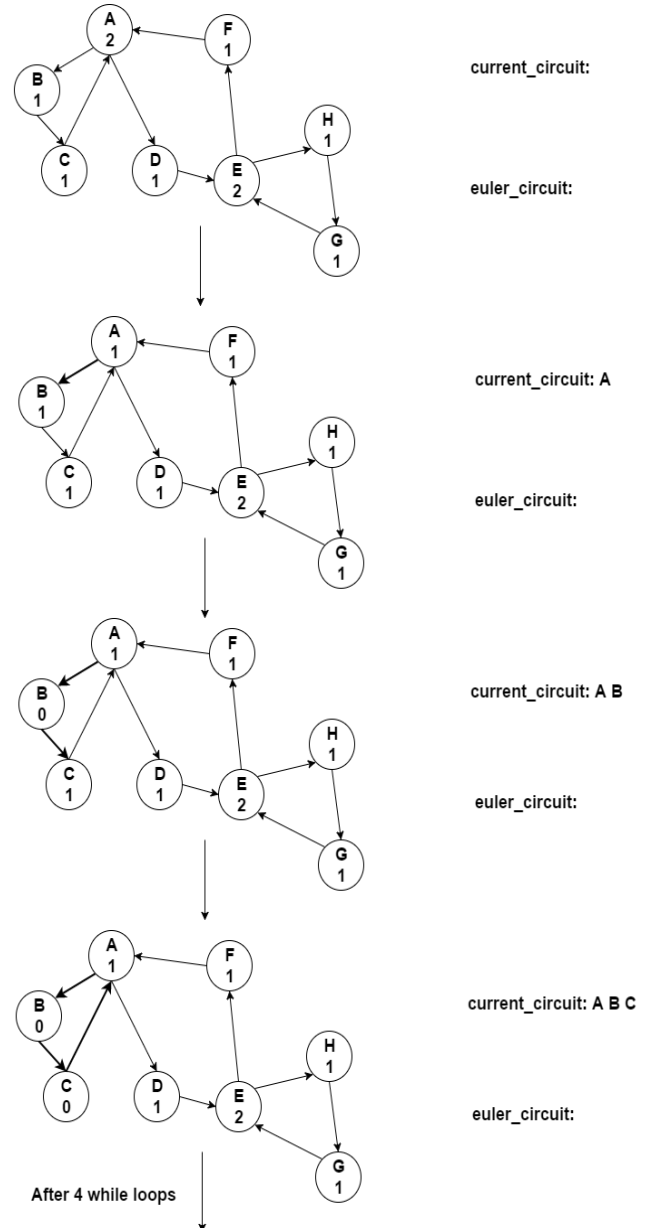 A
2
F
1
B
1
C
1
D
1
E
2
H
1
G
1
current_circuit:
euler_circuit:
A
1
F
1
B
1
C
1
D
1
E
2
H
1
G
1
current_circuit: A
euler_circuit:
A
1
F
1
B
0
C
1
D
1
E
2
H
1
G
1
current_circuit: A B
euler_circuit:
A
1
F
1
B
0
C
0
D
1
E
2
H
1
G
1
current_circuit: A B C
euler_circuit:
After 4 while loops